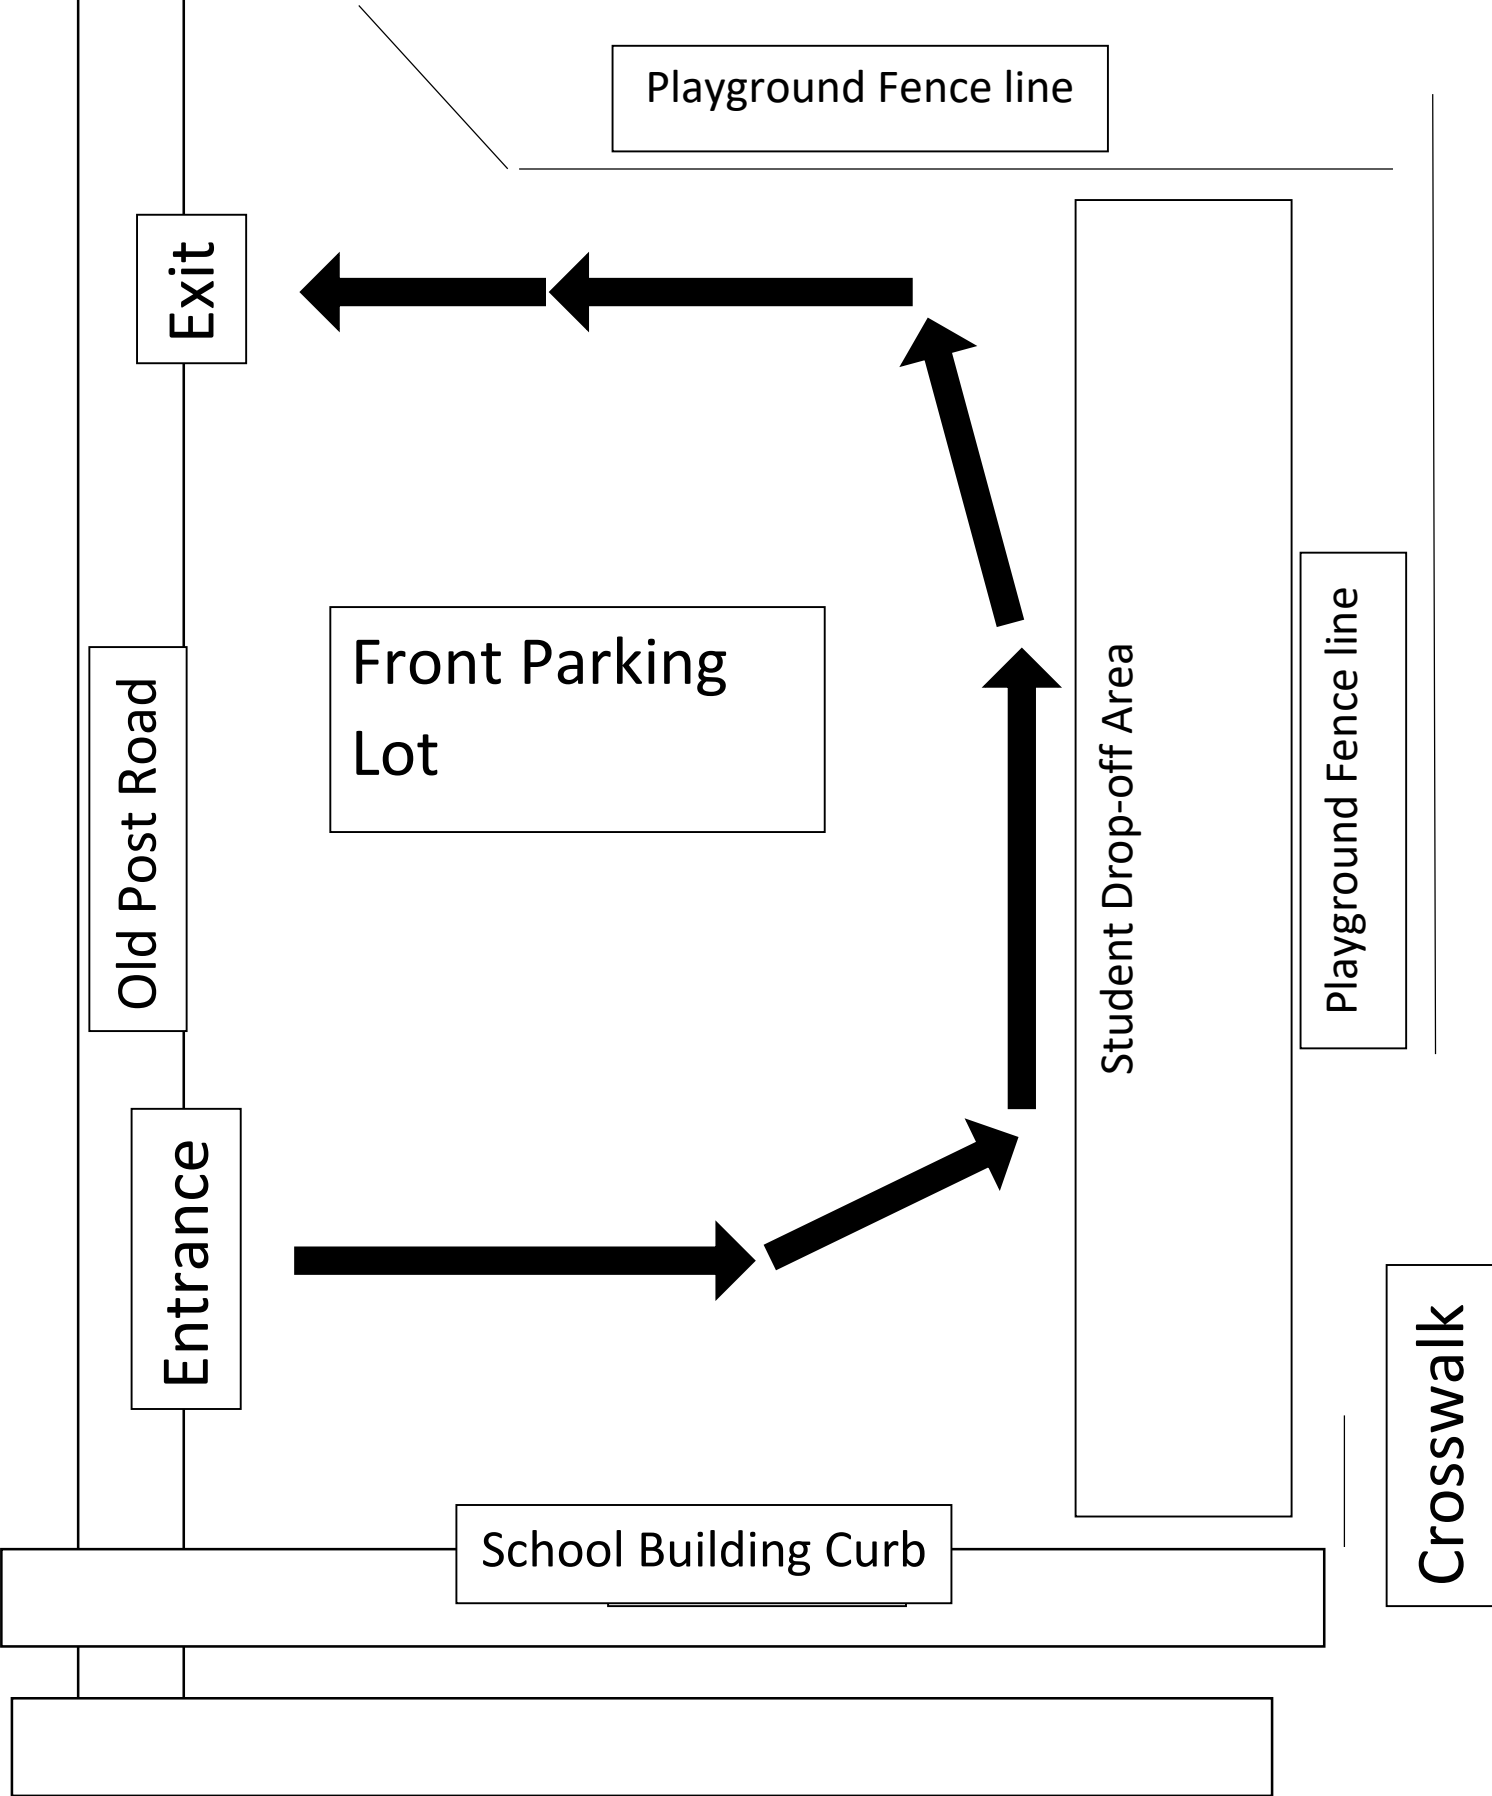 Playground Fence line
Exit
Front Parking
Lot
Old Post Road
Student Drop-off Area
Playground Fence line
Entrance
Crosswalk
School Building Curb